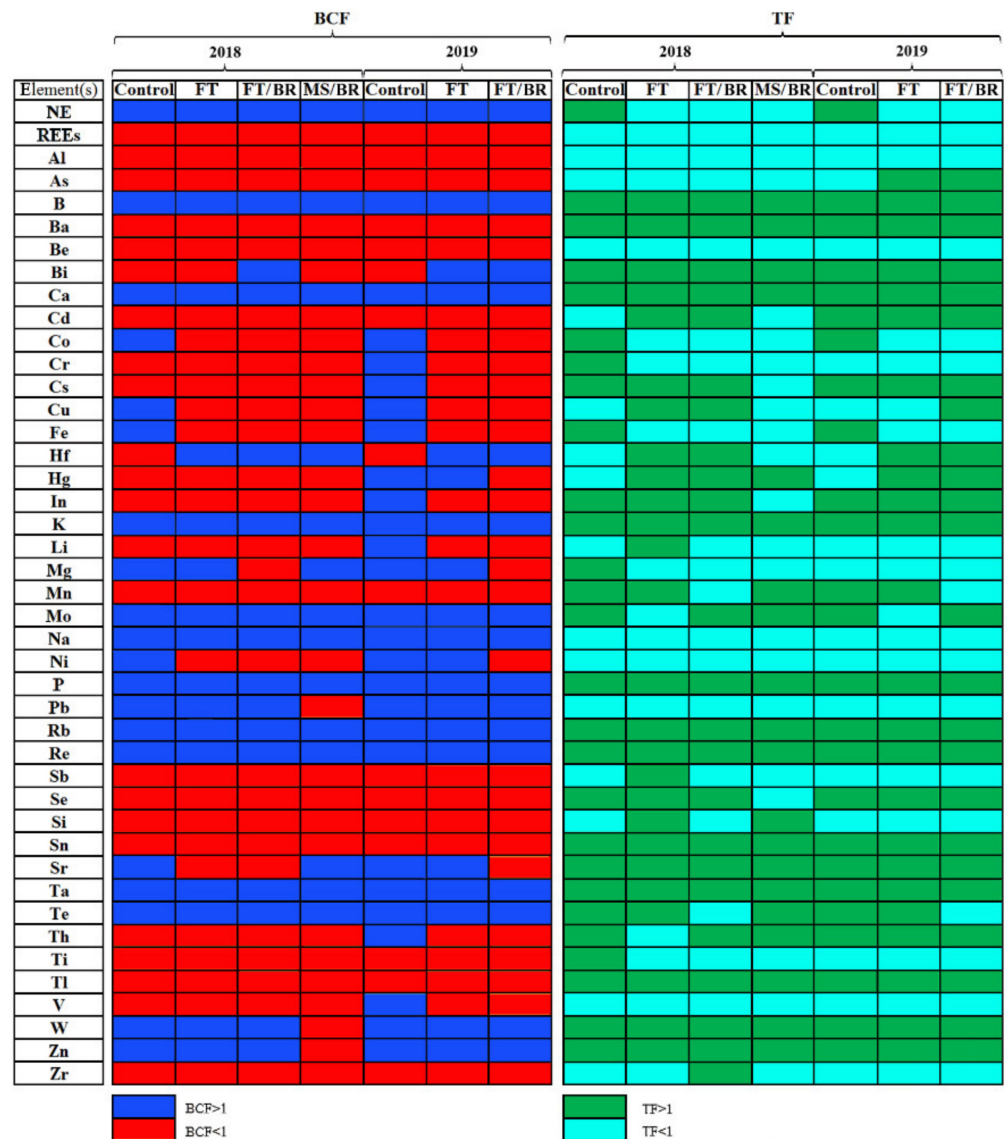 BCF TF
2018 2019 2018 2019
Element(s) Control FT FT/BR MS/BR Control FT FT/BR Control FT FT/BR MS/BR Control FT FT/BR
NE
REEs
Al
As
B
Ba
Be
Bi
Ca
Cd
Co
Cr
Cs
Cu
Fe
Hf
Hg
In
K
Li
Mg
Mn
Mo
Na
Ni
P
Pb
Rb
Re
Sb
Se
Si
Sn
Sr
Ta
Te
Th
Ti
Tl
V
W
Zn
Zr
BCF>1 TF>1
BCF<1 TF<1